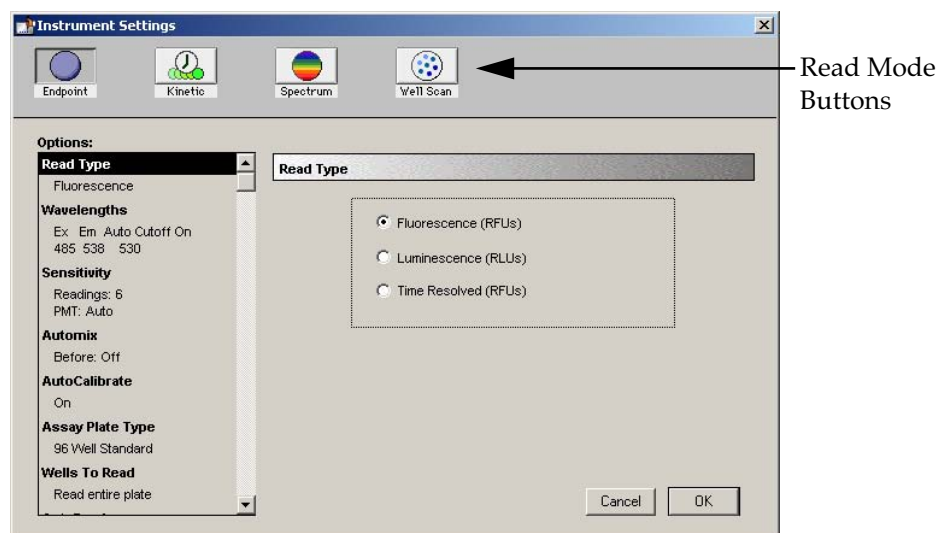 Instrument Settings
Endpoint
Kinetic
Spectrum
Well Scan
Read Mode
Buttons
Options:
Read Type
Fluorescence
Wavelengths
Ex Em Auto Cutoff On
485 538 530
Sensitivity
Readings: 6
PMT: Auto
Automix
Before: Off
AutoCalibrate
On
Assay Plate Type
96 Well Standard
Wells To Read
Read entire plate
Read Type
Fluorescence (RFUs)
Luminescence (RLUs)
Time Resolved (RFUs)
Cancel
OK